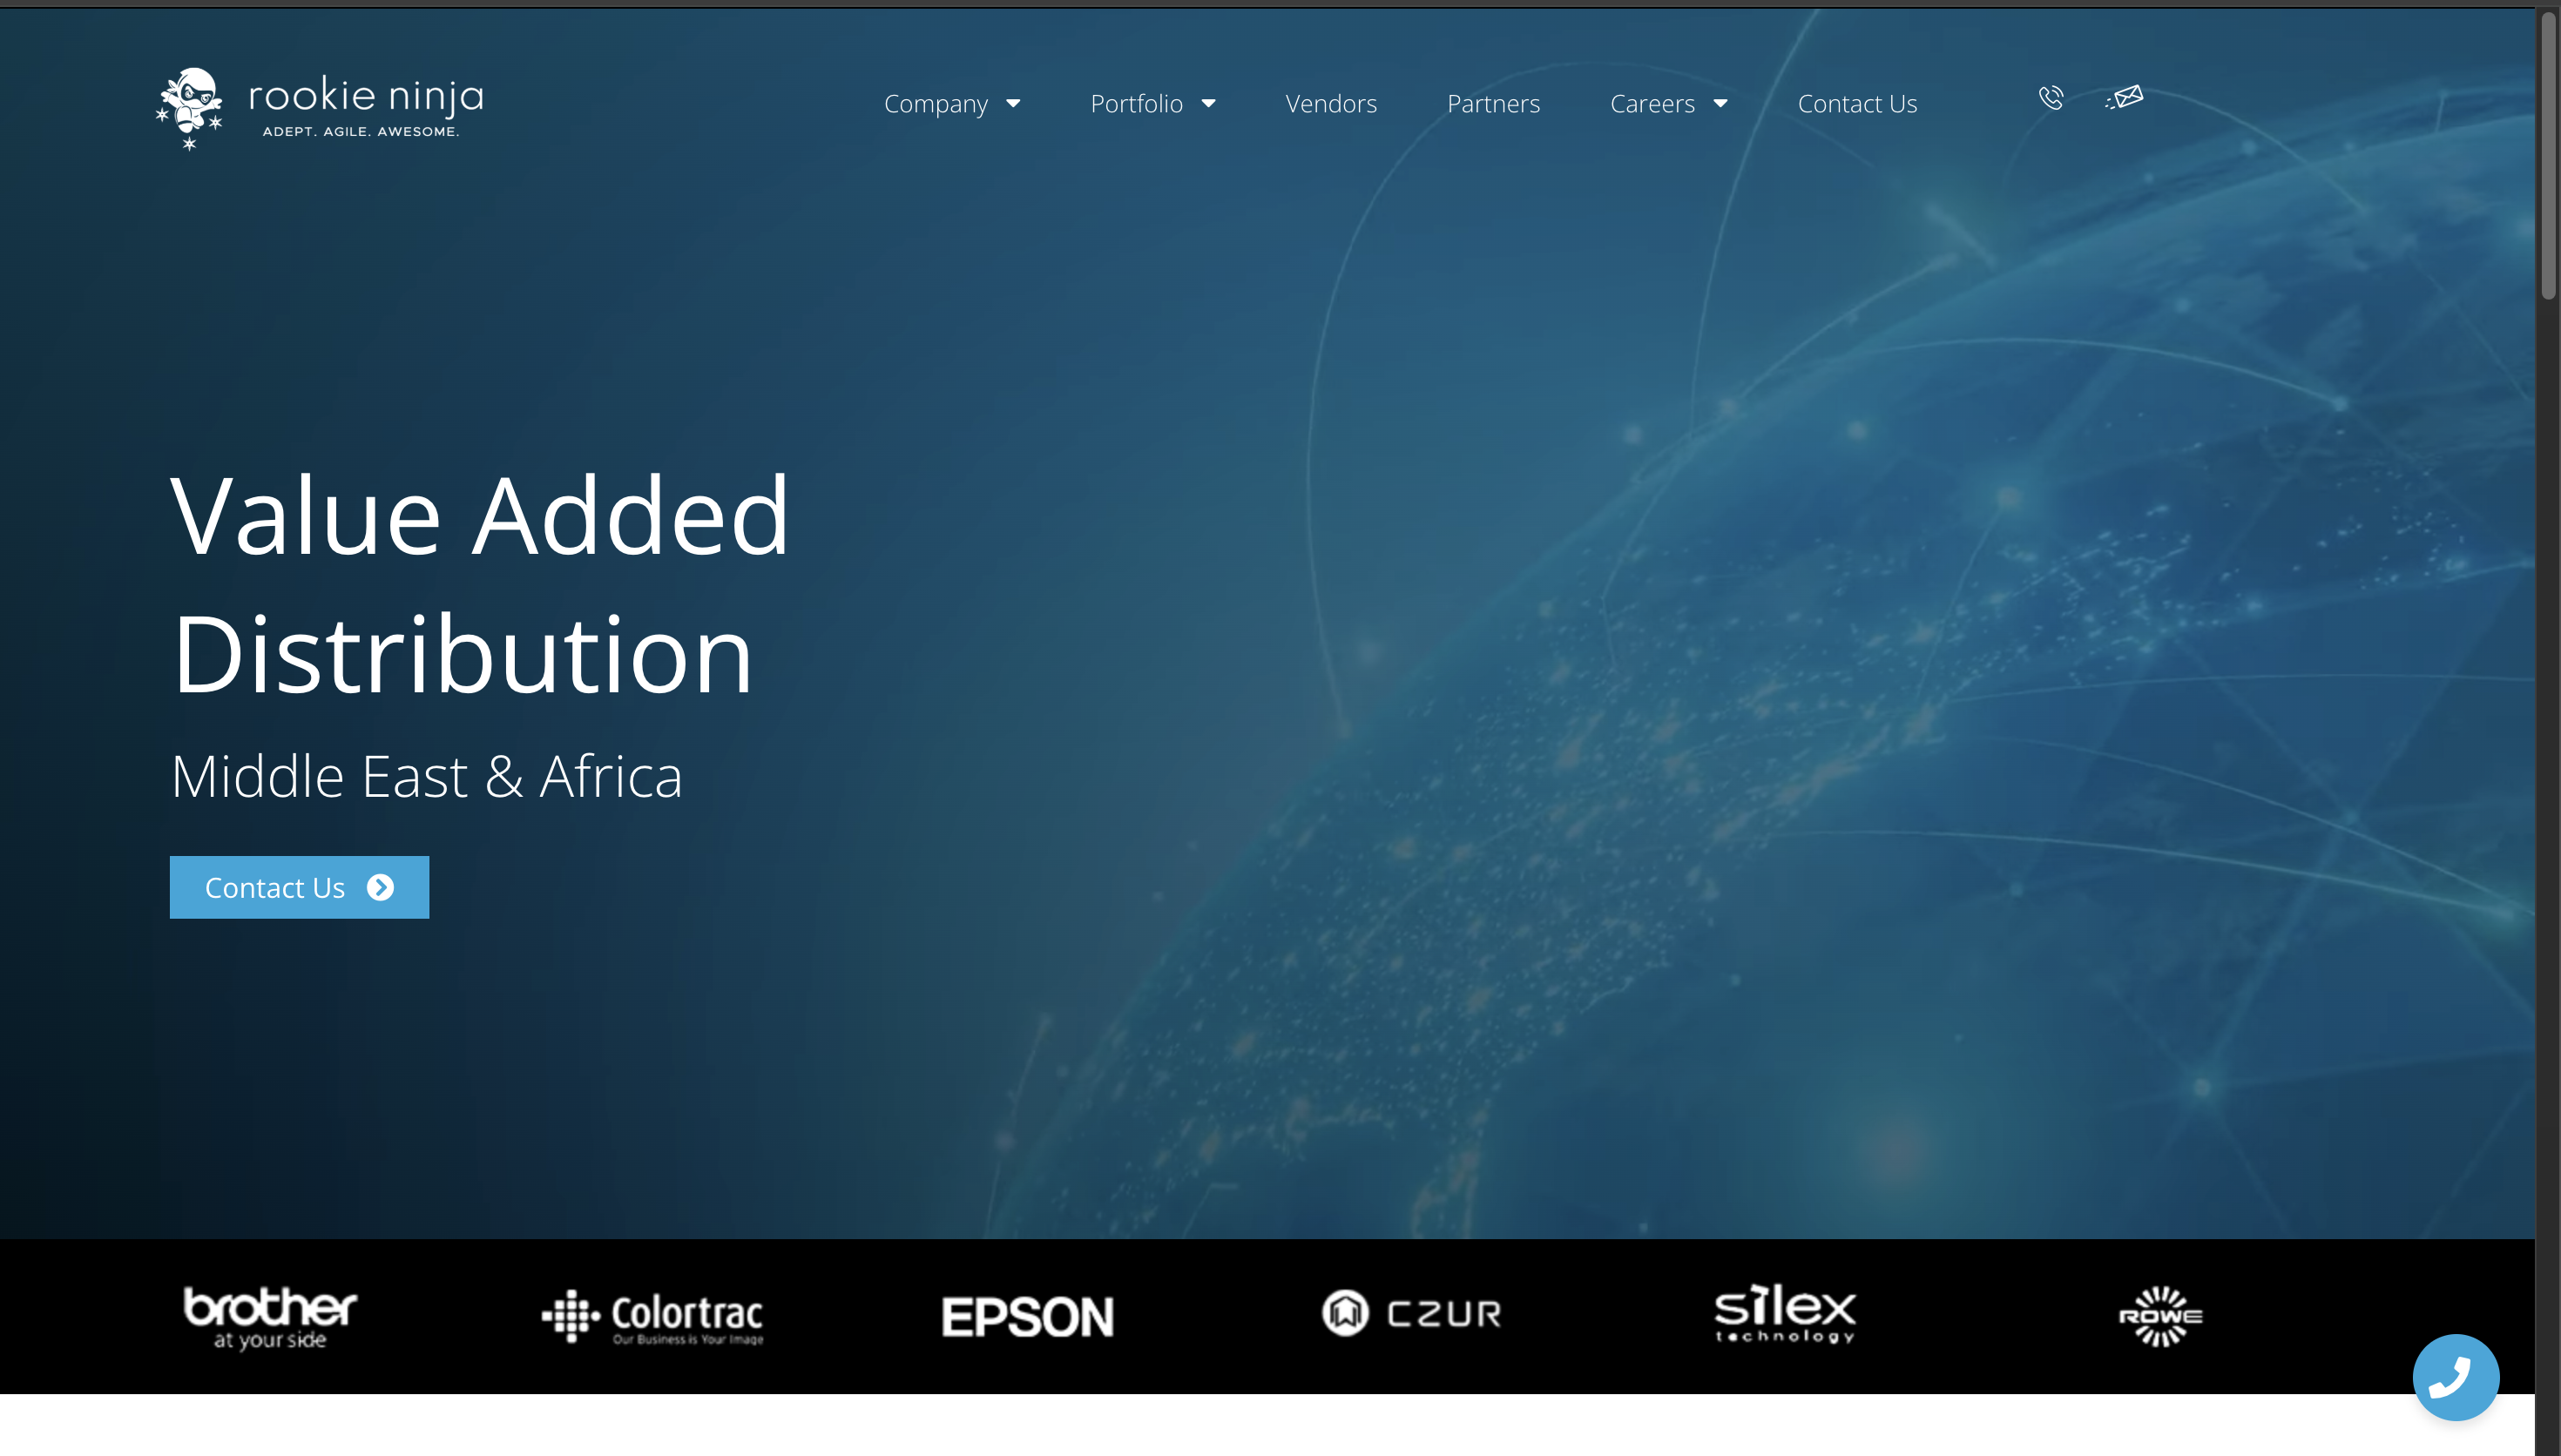 rookie ninja
ADEPT. AGILE. AWESOME.
Company Portfolio Vendors Partners Careers Contact Us
Value Added
Distribution
Middle East & Africa
Contact Us
brother
at your side
Colortrac
Our Business is Your Image
EPSON
CZUR
silex
technology
ROWE